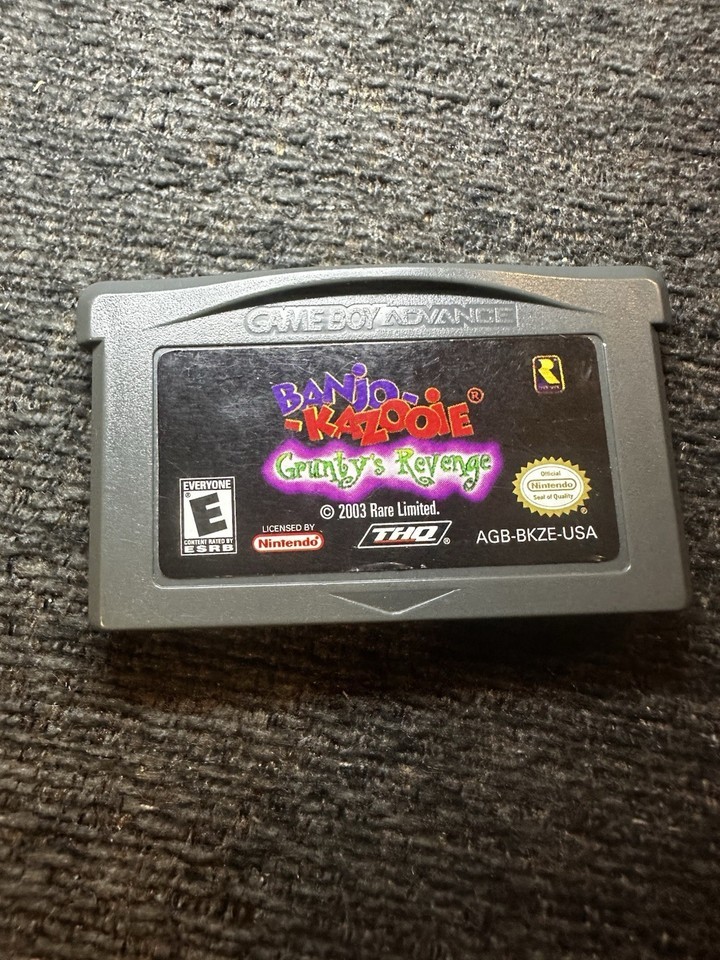 GAME BOY ADVANCE
BANJO-
-KAZOOIE®
Grunty's Revenge
EVERYONE
E
CONTENT RATED BY
ESRB
© 2003 Rare Limited.
LICENSED BY
Nintendo®
THQ®
Official
Nintendo
Seal of Quality
AGB-BKZE-USA